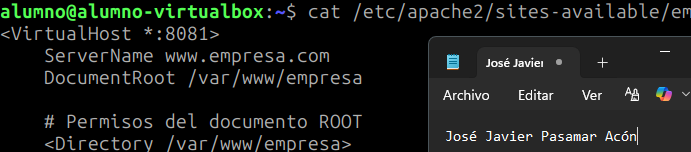 alumno@alumno-virtualbox:~$ cat /etc/apache2/sites-available/em
<VirtualHost *:8081>
ServerName www.empresa.com
DocumentRoot /var/www/empresa
# Permisos del documento ROOT
<Directory /var/www/empresa>
José Javier
Archivo Editar Ver
José Javier Pasamar Acón